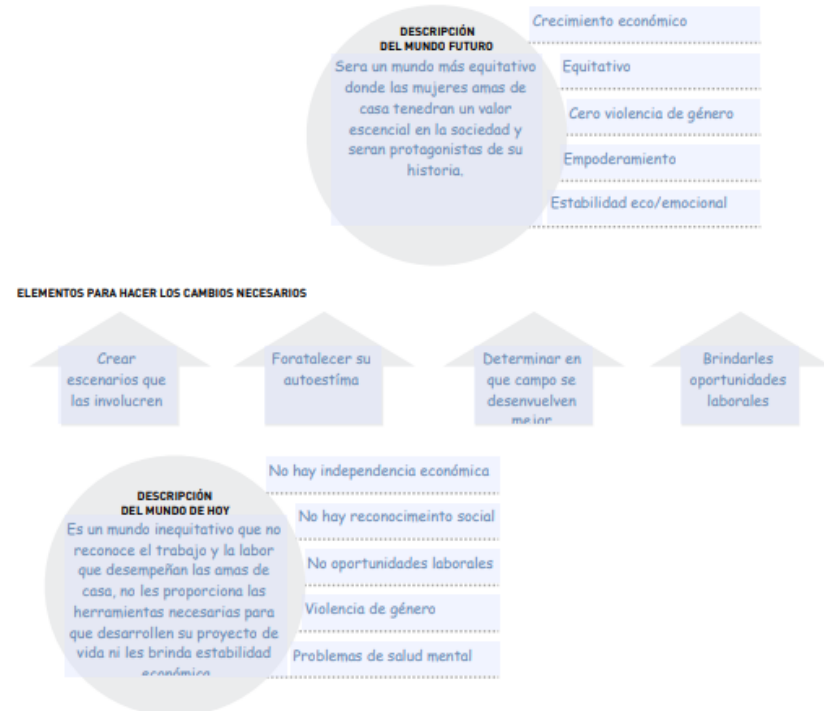 DESCRIPCIÓN
DEL MUNDO FUTURO
Sera un mundo más equitativo
donde las mujeres amas de
casa tenedran un valor
escencial en la sociedad y
seran protagonistas de su
historia.
Crecimiento económico
Equitativo
Cero violencia de género
Empoderamiento
Estabilidad eco/emocional
ELEMENTOS PARA HACER LOS CAMBIOS NECESARIOS
Crear
escenarios que
las involucren
Foratalecer su
autoestíma
Determinar en
que campo se
desenvuelven
mejor
Brindarles
oportunidades
laborales
DESCRIPCIÓN
DEL MUNDO DE HOY
Es un mundo inequitativo que no
reconoce el trabajo y la labor
que desempeñan las amas de
casa, no les proporciona las
herramientas necesarias para
que desarrollen su proyecto de
vida ni les brinda estabilidad
económica
No hay independencia económica
No hay reconocimeinto social
No oportunidades laborales
Violencia de género
Problemas de salud mental